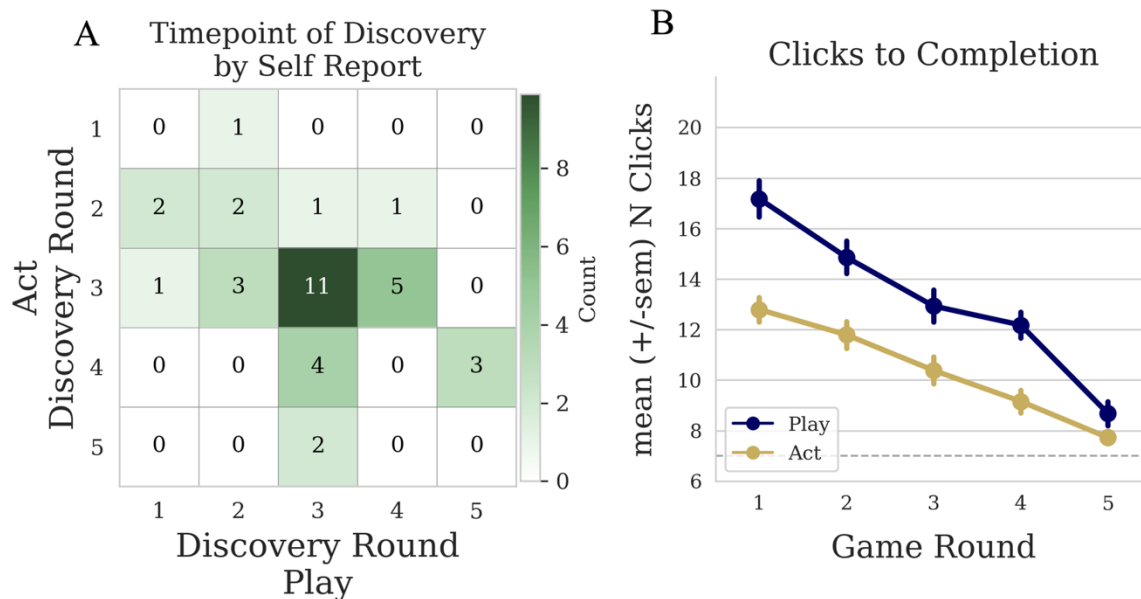 A
Timepoint of Discovery
by Self Report
Act
Discovery Round
1
0 1 0 0 0
2
2 2 1 1 0
3
1 3 11 5 0
4
0 0 4 0 3
5
0 0 2 0 0
1 2 3 4 5
Discovery Round
Play
8
6
4
2
0
Count
B
Clicks to Completion
mean (+/-sem) N Clicks
20
18
16
14
12
10
8
6
Play
Act
1 2 3 4 5
Game Round